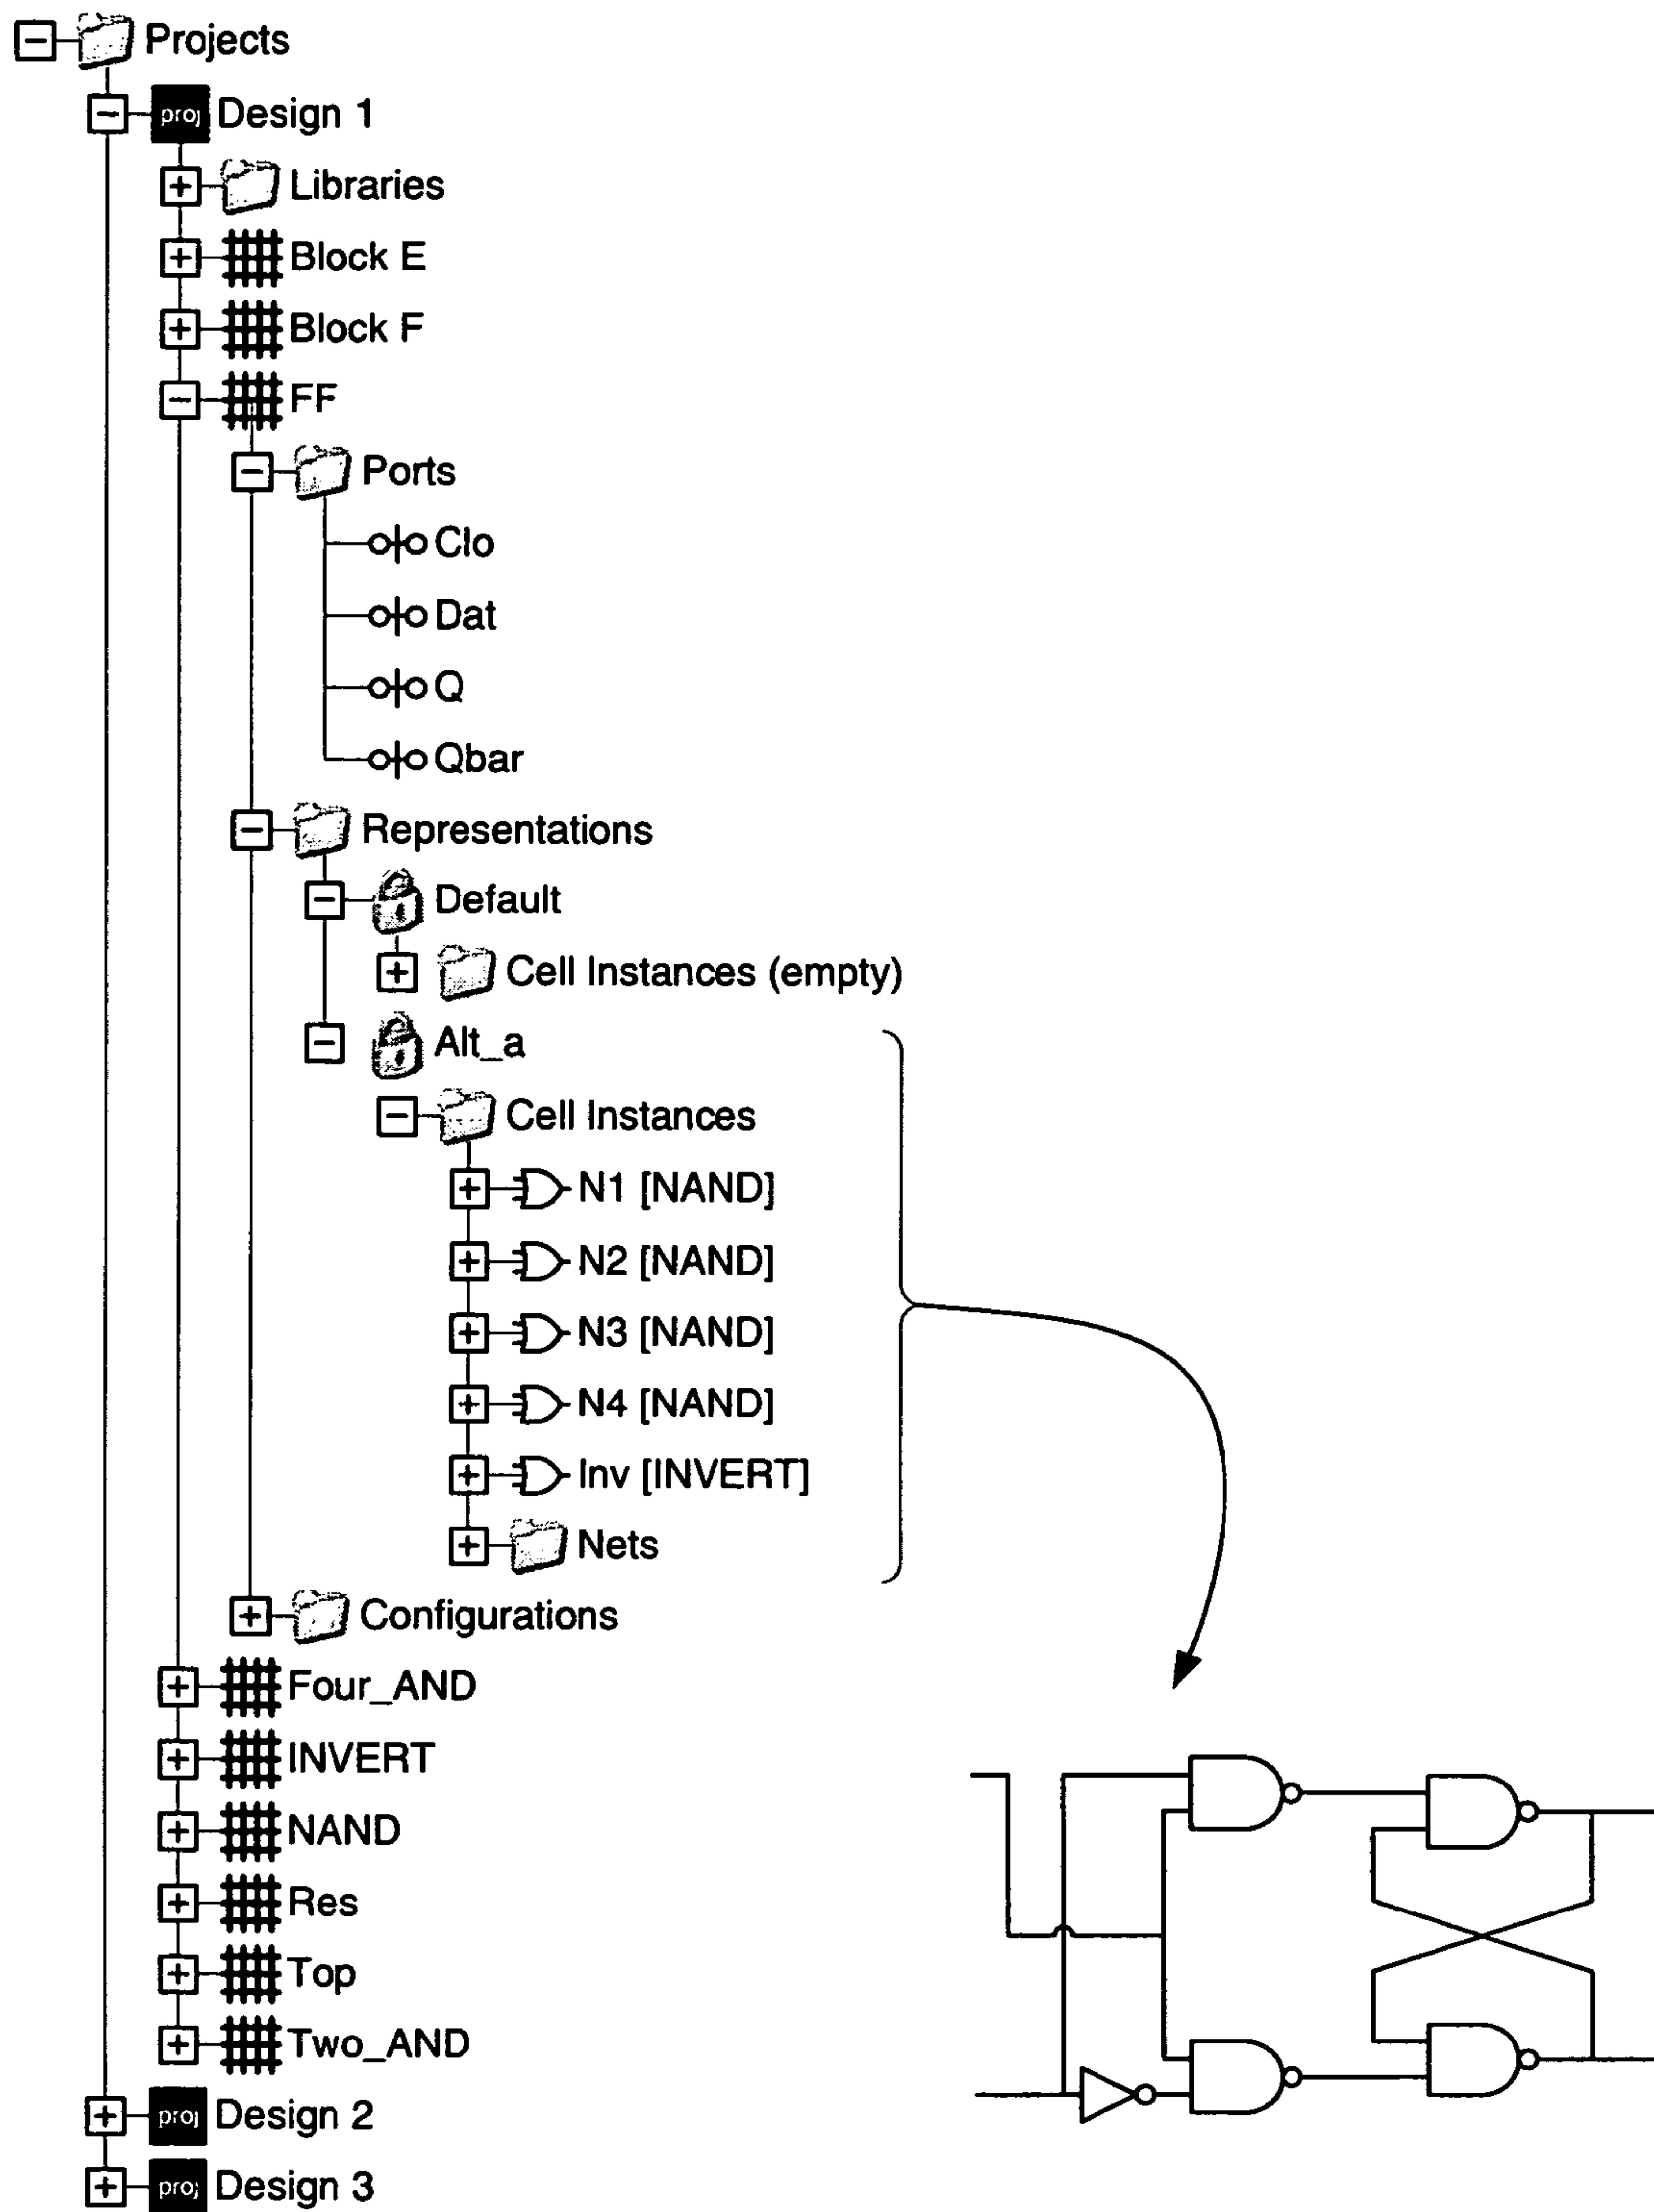 Projects
proj Design 1
Libraries
Block E
Block F
FF
Ports
Clo
Dat
Q
Qbar
Representations
Default
Cell Instances (empty)
Alt_a
Cell Instances
N1 [NAND]
N2 [NAND]
N3 [NAND]
N4 [NAND]
Inv [INVERT]
Nets
Configurations
Four_AND
INVERT
NAND
Res
Top
Two_AND
proj Design 2
proj Design 3